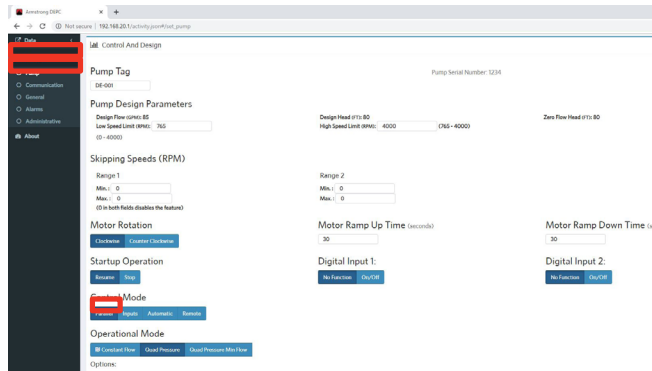 Armstrong DEPC
Not secure | 192.168.20.1/activity.json#/set_pump
Data
Pump
Communication
General
Alarms
Administrative
About
Control And Design
Pump Tag
Pump Serial Number: 1234
DE-001
Pump Design Parameters
Design Flow (GPM): 85 Design Head (FT): 80 Zero Flow Head (FT): 80
Low Speed Limit (RPM): 765 High Speed Limit (RPM): 4000 (765 - 4000)
(0 - 4000)
Skipping Speeds (RPM)
Range 1 Range 2
Min. : 0 Min. : 0
Max. : 0 Max. : 0
(0 in both fields disables the feature)
Motor Rotation Motor Ramp Up Time (seconds) Motor Ramp Down Time
Clockwise Counter Clockwise 30 30
Startup Operation Digital Input 1: Digital Input 2:
Resume Stop No Function On/Off No Function On/Off
Mode
Inputs Automatic Remote
Operational Mode
Constant Flow Quad Pressure Quad Pressure Min Flow
Options: